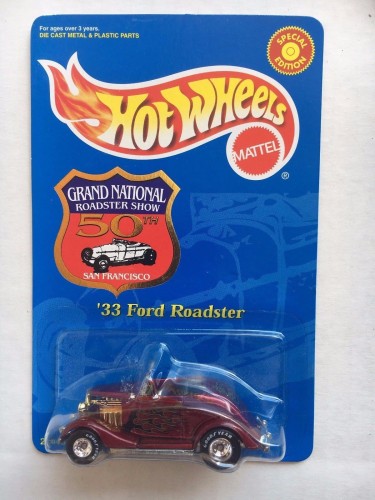 For ages over 3 years.
DIE CAST METAL & PLASTIC PARTS
SPECIAL
EDITION
HOT WHEELS
MATTEL
®
GRAND NATIONAL
ROADSTER SHOW
50TH
SAN FRANCISCO
'33 Ford Roadster
GOODYEAR